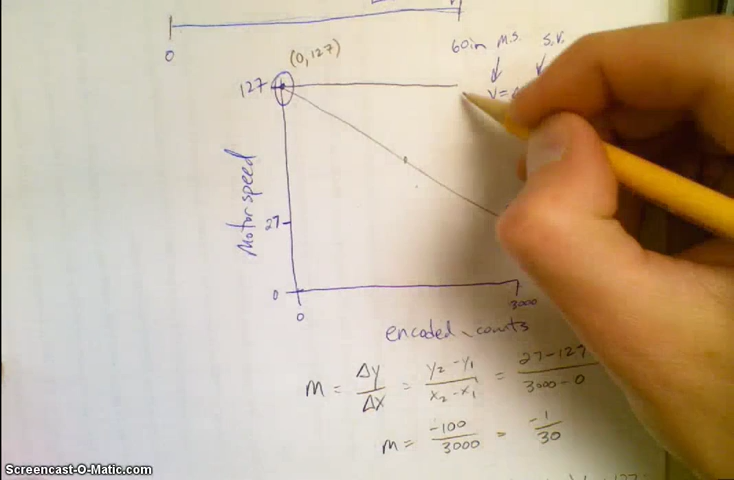 0
60in M.S. S.V.
(0,127)
127
V=
Motor speed
27
0
0
3000
encoded counts
M = Δy/ΔX = y₂-y₁/x₂-x₁ = 27-127/3000-0
M = -100/3000 = -1/30
127
Screencast-O-Matic.com